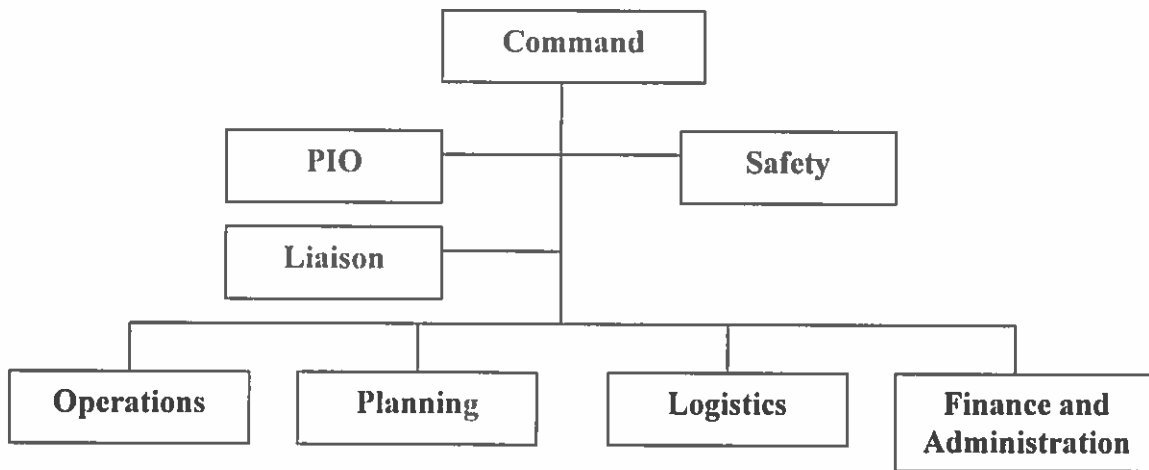 Command
PIO
Safety
Liaison
Operations
Planning
Logistics
Finance and
Administration